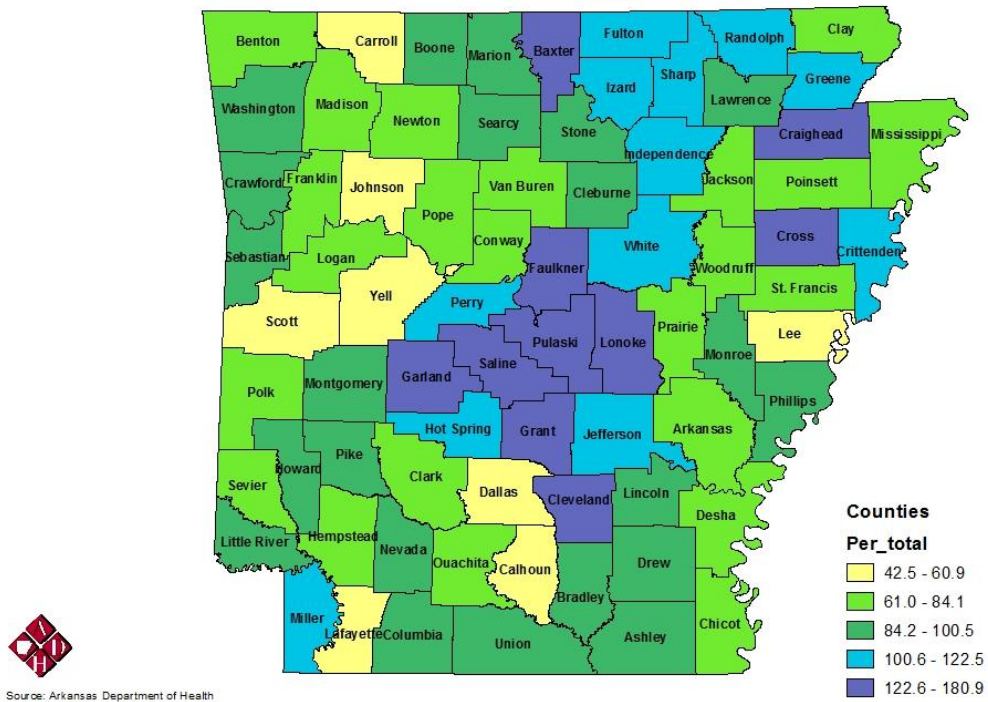 Benton
Carroll
Boone
Marion
Baxter
Fulton
Randolph
Clay
Sharp
Izard
Greene
Washington
Madison
Newton
Searcy
Stone
Lawrence
Craighead
Mississippi
Independence
Crawford
Franklin
Johnson
Van Buren
Cleburne
Jackson
Poinsett
Pope
Conway
White
Cross
Crittenden
Sebastian
Logan
Faulkner
Woodruff
St. Francis
Yell
Perry
Scott
Prairie
Lee
Pulaski
Lonoke
Monroe
Saline
Garland
Montgomery
Polk
Phillips
Hot Spring
Grant
Jefferson
Arkansas
Howard
Pike
Clark
Sevier
Dallas
Cleveland
Lincoln
Desha
Little River
Hempstead
Nevada
Ouachita
Calhoun
Drew
Bradley
Miller
Lafayette
Columbia
Union
Ashley
Chicot
Counties
Per_total
42.5 - 60.9
61.0 - 84.1
84.2 - 100.5
100.6 - 122.5
122.6 - 180.9
A
D
H
Source: Arkansas Department of Health